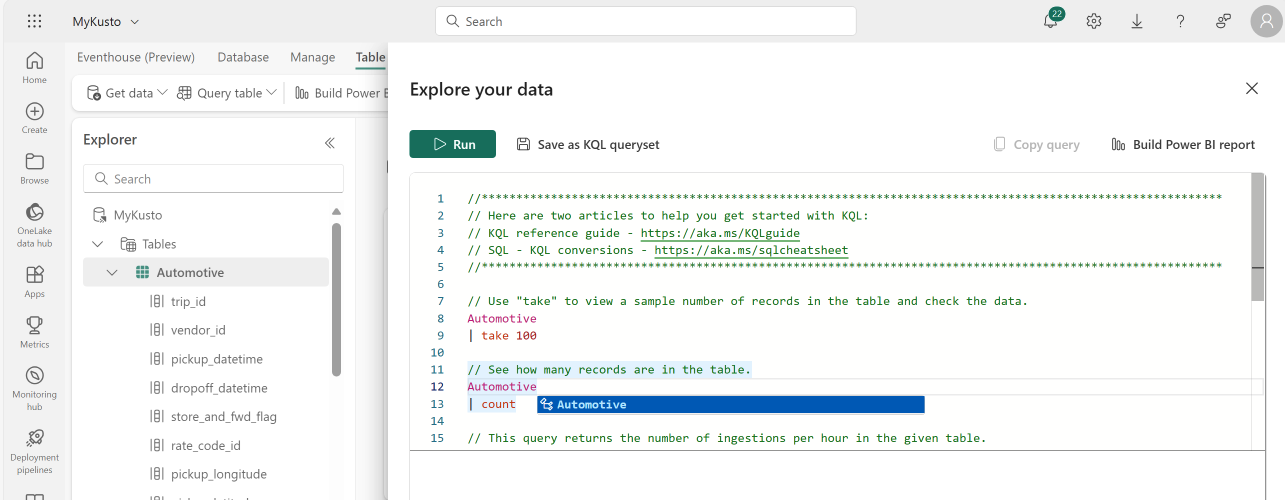 MyKusto
Search
22
Home
Create
Browse
OneLake
data hub
Apps
Metrics
Monitoring
hub
Deployment
pipelines
Eventhouse (Preview) Database Manage Table
Get data Query table Build Power B
Explorer
Search
MyKusto
Tables
Automotive
trip_id
vendor_id
pickup_datetime
dropoff_datetime
store_and_fwd_flag
rate_code_id
pickup_longitude
Explore your data
Run Save as KQL queryset Copy query Build Power BI report
1 //***********************************************************************************************************
2 // Here are two articles to help you get started with KQL:
3 // KQL reference guide - https://aka.ms/KQLguide
4 // SQL - KQL conversions - https://aka.ms/sqlcheatsheet
5 //***********************************************************************************************************
6
7 // Use "take" to view a sample number of records in the table and check the data.
8 Automotive
9 | take 100
10
11 // See how many records are in the table.
12 Automotive
13 | count Automotive
14
15 // This query returns the number of ingestions per hour in the given table.